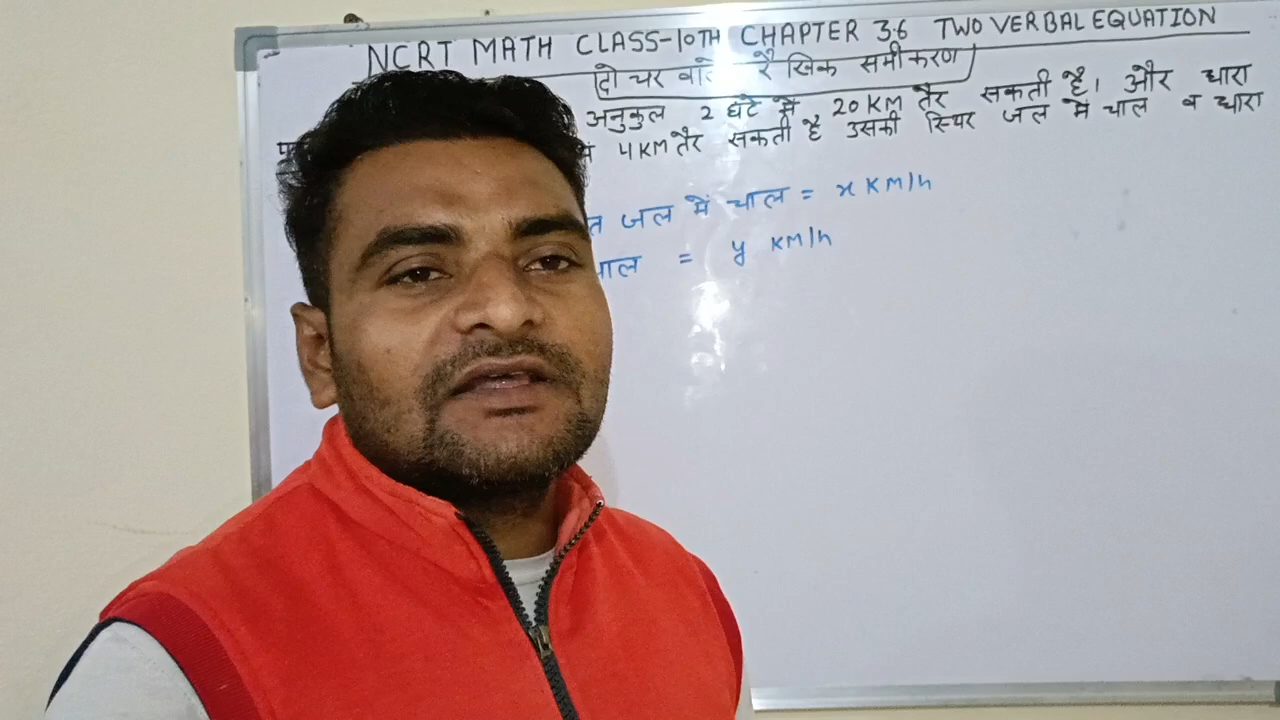 NCRT MATH CLASS-10TH CHAPTER 3.6 TWO VERBAL EQUATION
दो चर वाले रैखिक समीकरण
अनुकुल 2 घंटे में 20 KM तैर सकती है। और धारा
4 KM तैर सकती है उसकी स्थिर जल में चाल व धारा
जल में चाल = x KM/h
चाल = y KM/h